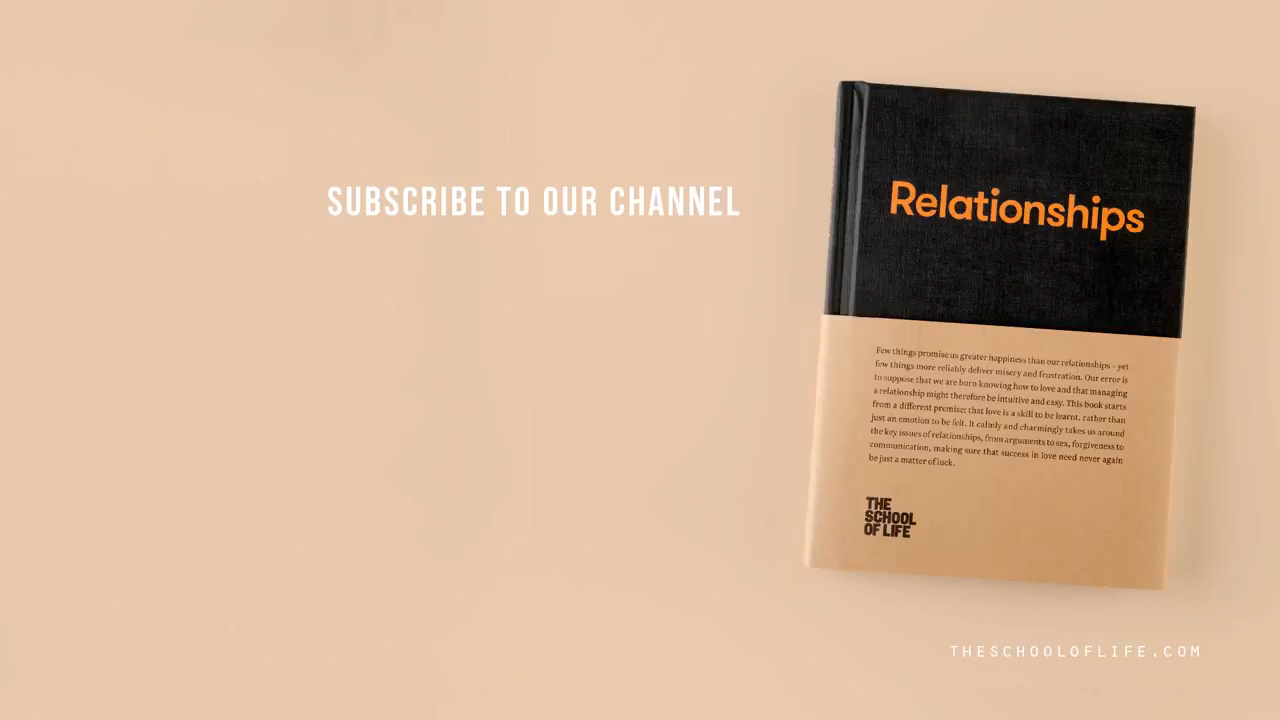 SUBSCRIBE TO OUR CHANNEL
Relationships
Few things promise us greater happiness than our relationships – yet
few things more reliably deliver misery and frustration. Our error is
to suppose that we are born knowing how to love and that managing
a relationship might therefore be intuitive and easy. This book starts
from a different premise: that love is a skill to be learnt, rather than
just an emotion to be felt. It calmly and charmingly takes us around
the key issues of relationships, from arguments to sex, forgiveness to
communication, making sure that success in love need never again
be just a matter of luck.
THE
SCHOOL
OF LIFE
THESCHOOLOFLIFE.COM